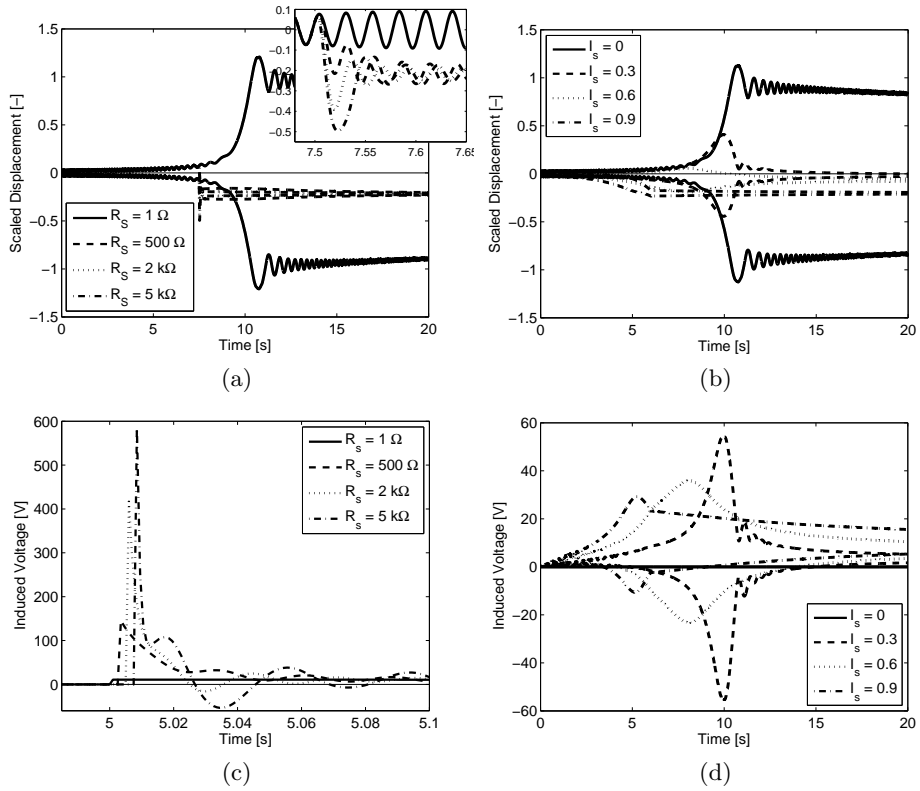 1.5
1
0.5
0
−0.5
−1
−1.5
Scaled Displacement [−]
0.1
0
−0.1
−0.2
−0.3
−0.4
−0.5
7.5
7.55
7.6
7.65
R_S = 1 Ω
R_S = 500 Ω
R_S = 2 kΩ
R_S = 5 kΩ
0
5
10
15
20
Time [s]
(a)
1.5
1
0.5
0
−0.5
−1
−1.5
Scaled Displacement [−]
I_s = 0
I_s = 0.3
I_s = 0.6
I_s = 0.9
0
5
10
15
20
Time [s]
(b)
600
500
400
300
200
100
0
Induced Voltage [V]
R_s = 1 Ω
R_s = 500 Ω
R_s = 2 kΩ
R_s = 5 kΩ
5
5.02
5.04
5.06
5.08
5.1
Time [s]
(c)
60
40
20
0
−20
−40
−60
Induced Voltage [V]
I_s = 0
I_s = 0.3
I_s = 0.6
I_s = 0.9
0
5
10
15
20
Time [s]
(d)